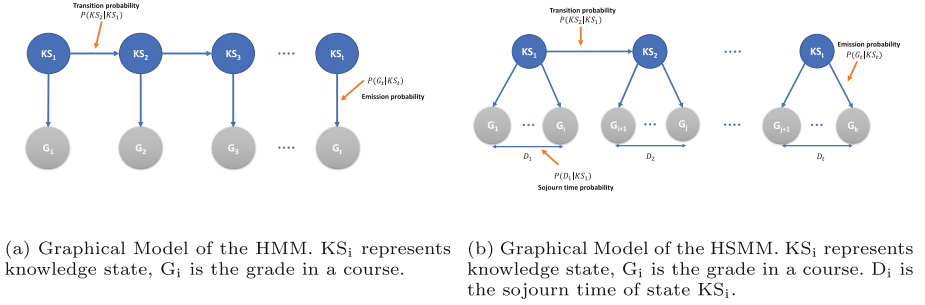 Transition probability
P(KS₂|KS₁)
KS₁ KS₂ KS₃ .... KSₜ
P(Gₜ|KSₜ)
Emission probability
G₁ G₂ G₃ .... Gₜ
Transition probability
P(KS₂|KS₁)
KS₁ KS₂ .... KSₜ
Emission probability
P(Gₜ|KSₜ)
G₁ ... Gᵢ Gᵢ₊₁ ... Gⱼ .... Gⱼ₊₁ ... Gₖ
D₁ D₂ Dₜ
P(D₁|KS₁)
Sojourn time probability
(a) Graphical Model of the HMM. KSᵢ represents
knowledge state, Gᵢ is the grade in a course.
(b) Graphical Model of the HSMM. KSᵢ represents
knowledge state, Gᵢ is the grade in a course. Dᵢ is
the sojourn time of state KSᵢ.